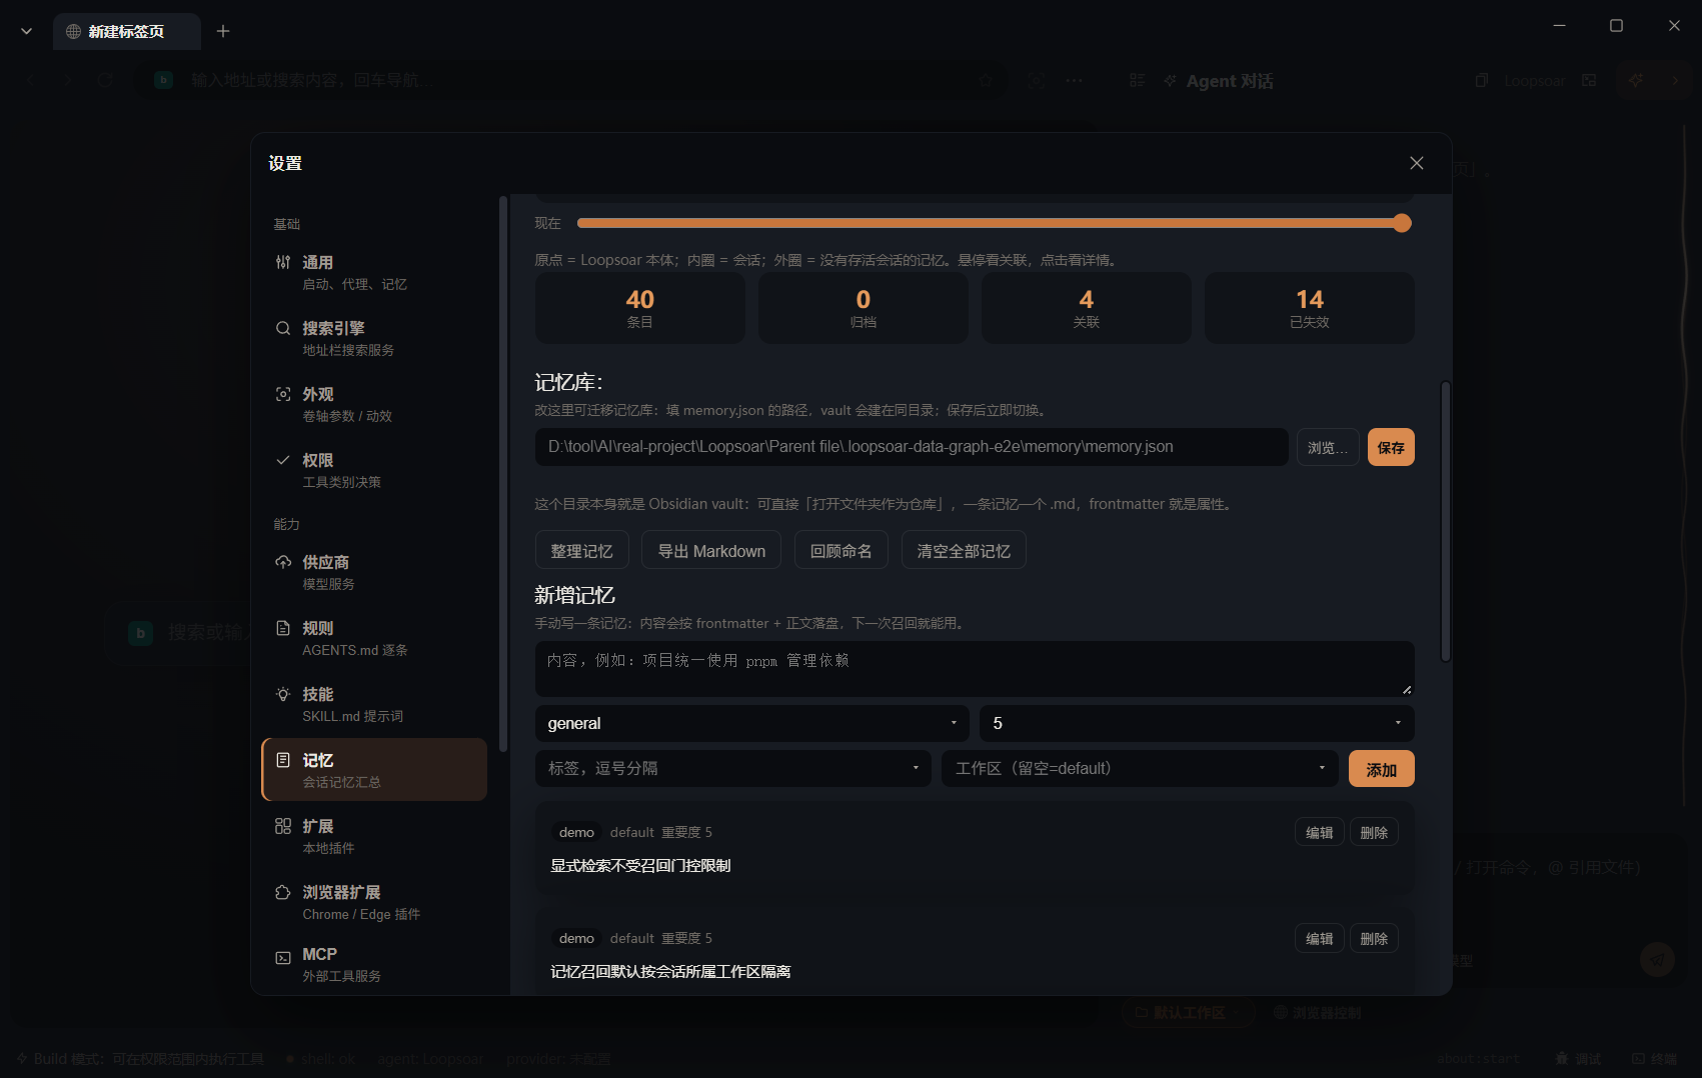 新建标签页
输入地址或搜索内容，回车导航...
Agent 对话
Loopsoar
设置
页」。
基础
通用
启动、代理、记忆
搜索引擎
地址栏搜索服务
外观
卷轴参数 / 动效
权限
工具类别决策
能力
供应商
模型服务
规则
AGENTS.md 逐条
技能
SKILL.md 提示词
记忆
会话记忆汇总
扩展
本地插件
浏览器扩展
Chrome / Edge 插件
MCP
外部工具服务
现在
原点 = Loopsoar 本体；内圈 = 会话；外圈 = 没有存活会话的记忆。悬停看关联，点击看详情。
40
条目
0
归档
4
关联
14
已失效
记忆库：
改这里可迁移记忆库：填 memory.json 的路径，vault 会建在同目录；保存后立即切换。
D:\tool\AI\real-project\Loopsoar\Parent file\.loopsoar-data-graph-e2e\memory\memory.json
浏览...
保存
这个目录本身就是 Obsidian vault：可直接「打开文件夹作为仓库」，一条记忆一个 .md，frontmatter 就是属性。
整理记忆
导出 Markdown
回顾命名
清空全部记忆
新增记忆
手动写一条记忆：内容会按 frontmatter + 正文落盘，下一次召回就能用。
内容，例如：项目统一使用 pnpm 管理依赖
general
5
标签，逗号分隔
工作区（留空=default）
添加
demo default 重要度 5
编辑
删除
显式检索不受召回门控限制
demo default 重要度 5
编辑
删除
记忆召回默认按会话所属工作区隔离
b
搜索或输入
/ 打开命令，@ 引用文件)
模型
默认工作区
浏览器控制
Build 模式：可在权限范围内执行工具
shell: ok
agent: Loopsoar
provider: 未配置
about:start
调试
终端